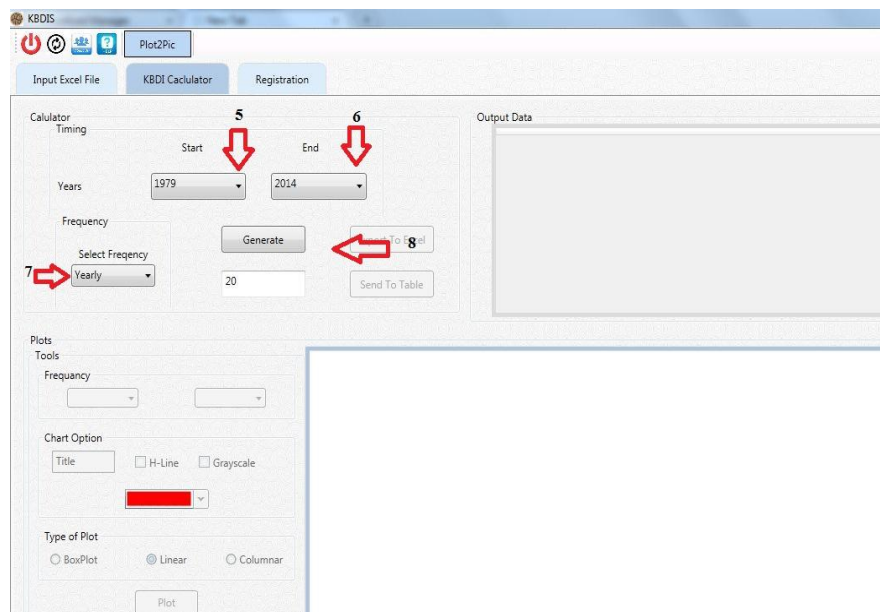 KBDIS
Plot2Pic
Input Excel File KBDI Caclulator Registration
Calulator 5 6 Output Data
Timing
Start End
Years 1979 2014
Frequency
Generate To Excel 8
Select Freqency
7 Yearly 20 Send To Table
Plots
Tools
Frequancy
Chart Option
Title H-Line Grayscale
Type of Plot
BoxPlot Linear Columnar
Plot